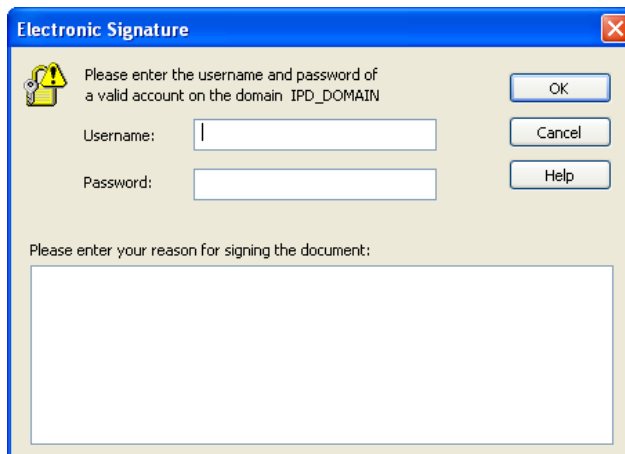 Electronic Signature
Please enter the username and password of
a valid account on the domain IPD_DOMAIN
OK
Username:
Cancel
Password:
Help
Please enter your reason for signing the document: